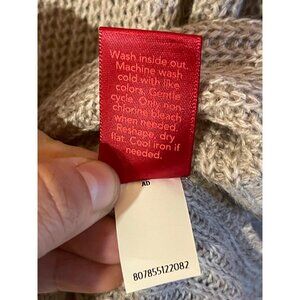 Wash inside out.
Machine wash
cold with like
colors. Gentle
cycle. Only non-
chlorine bleach
when needed.
Reshape, dry
flat. Cool iron if
needed.
AD
807855122082